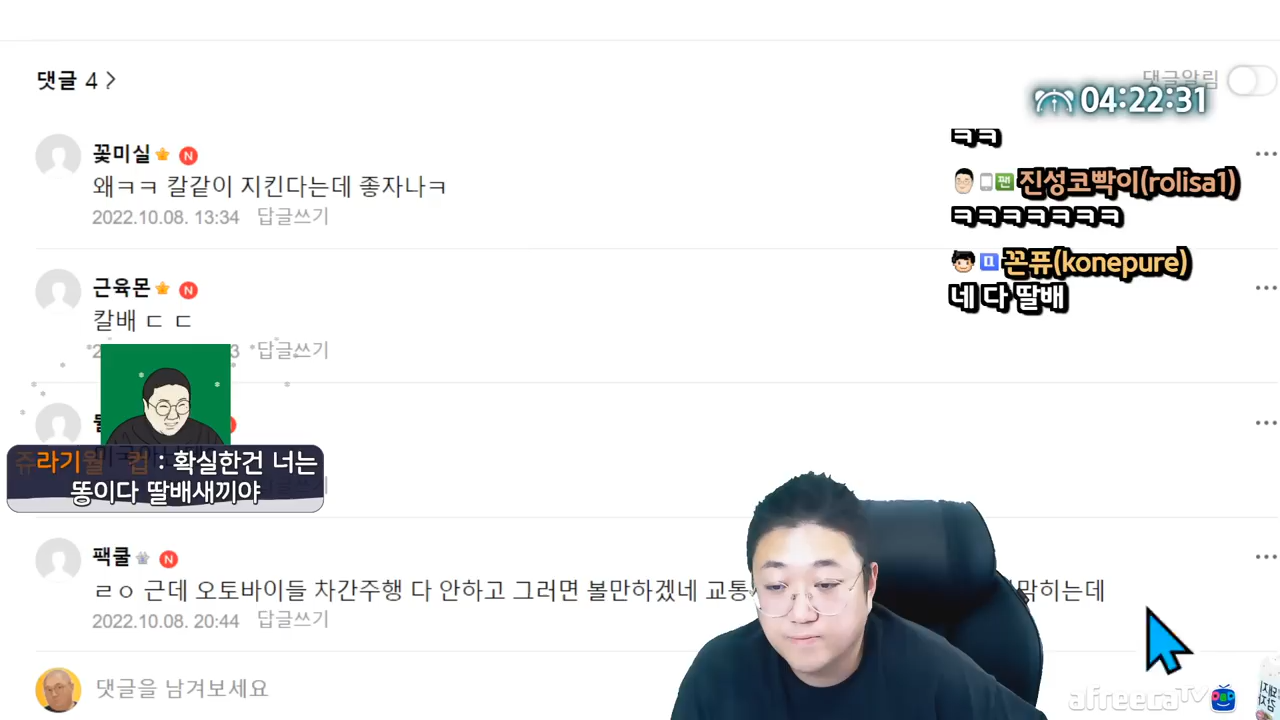 댓글 4 >
댓글알림
04:22:31
꽃미실 N
왜ㅋㅋ 칼같이 지킨다는데 좋자나ㅋ
2022.10.08. 13:34 답글쓰기
ㅋㅋ
진성코빡이(rolisa1)
ㅋㅋㅋㅋㅋㅋㅋ
꼰퓨(konepure)
네 다 딸배
근육몬 N
칼배 ㄷ ㄷ
답글쓰기
쥬라기월 컵 : 확실한건 너는
똥이다 딸배새끼야
팩쿨 N
ㄹㅇ 근데 오토바이들 차간주행 다 안하고 그러면 볼만하겠네 교통 맑히는데
2022.10.08. 20:44 답글쓰기
댓글을 남겨보세요
afreecaTV